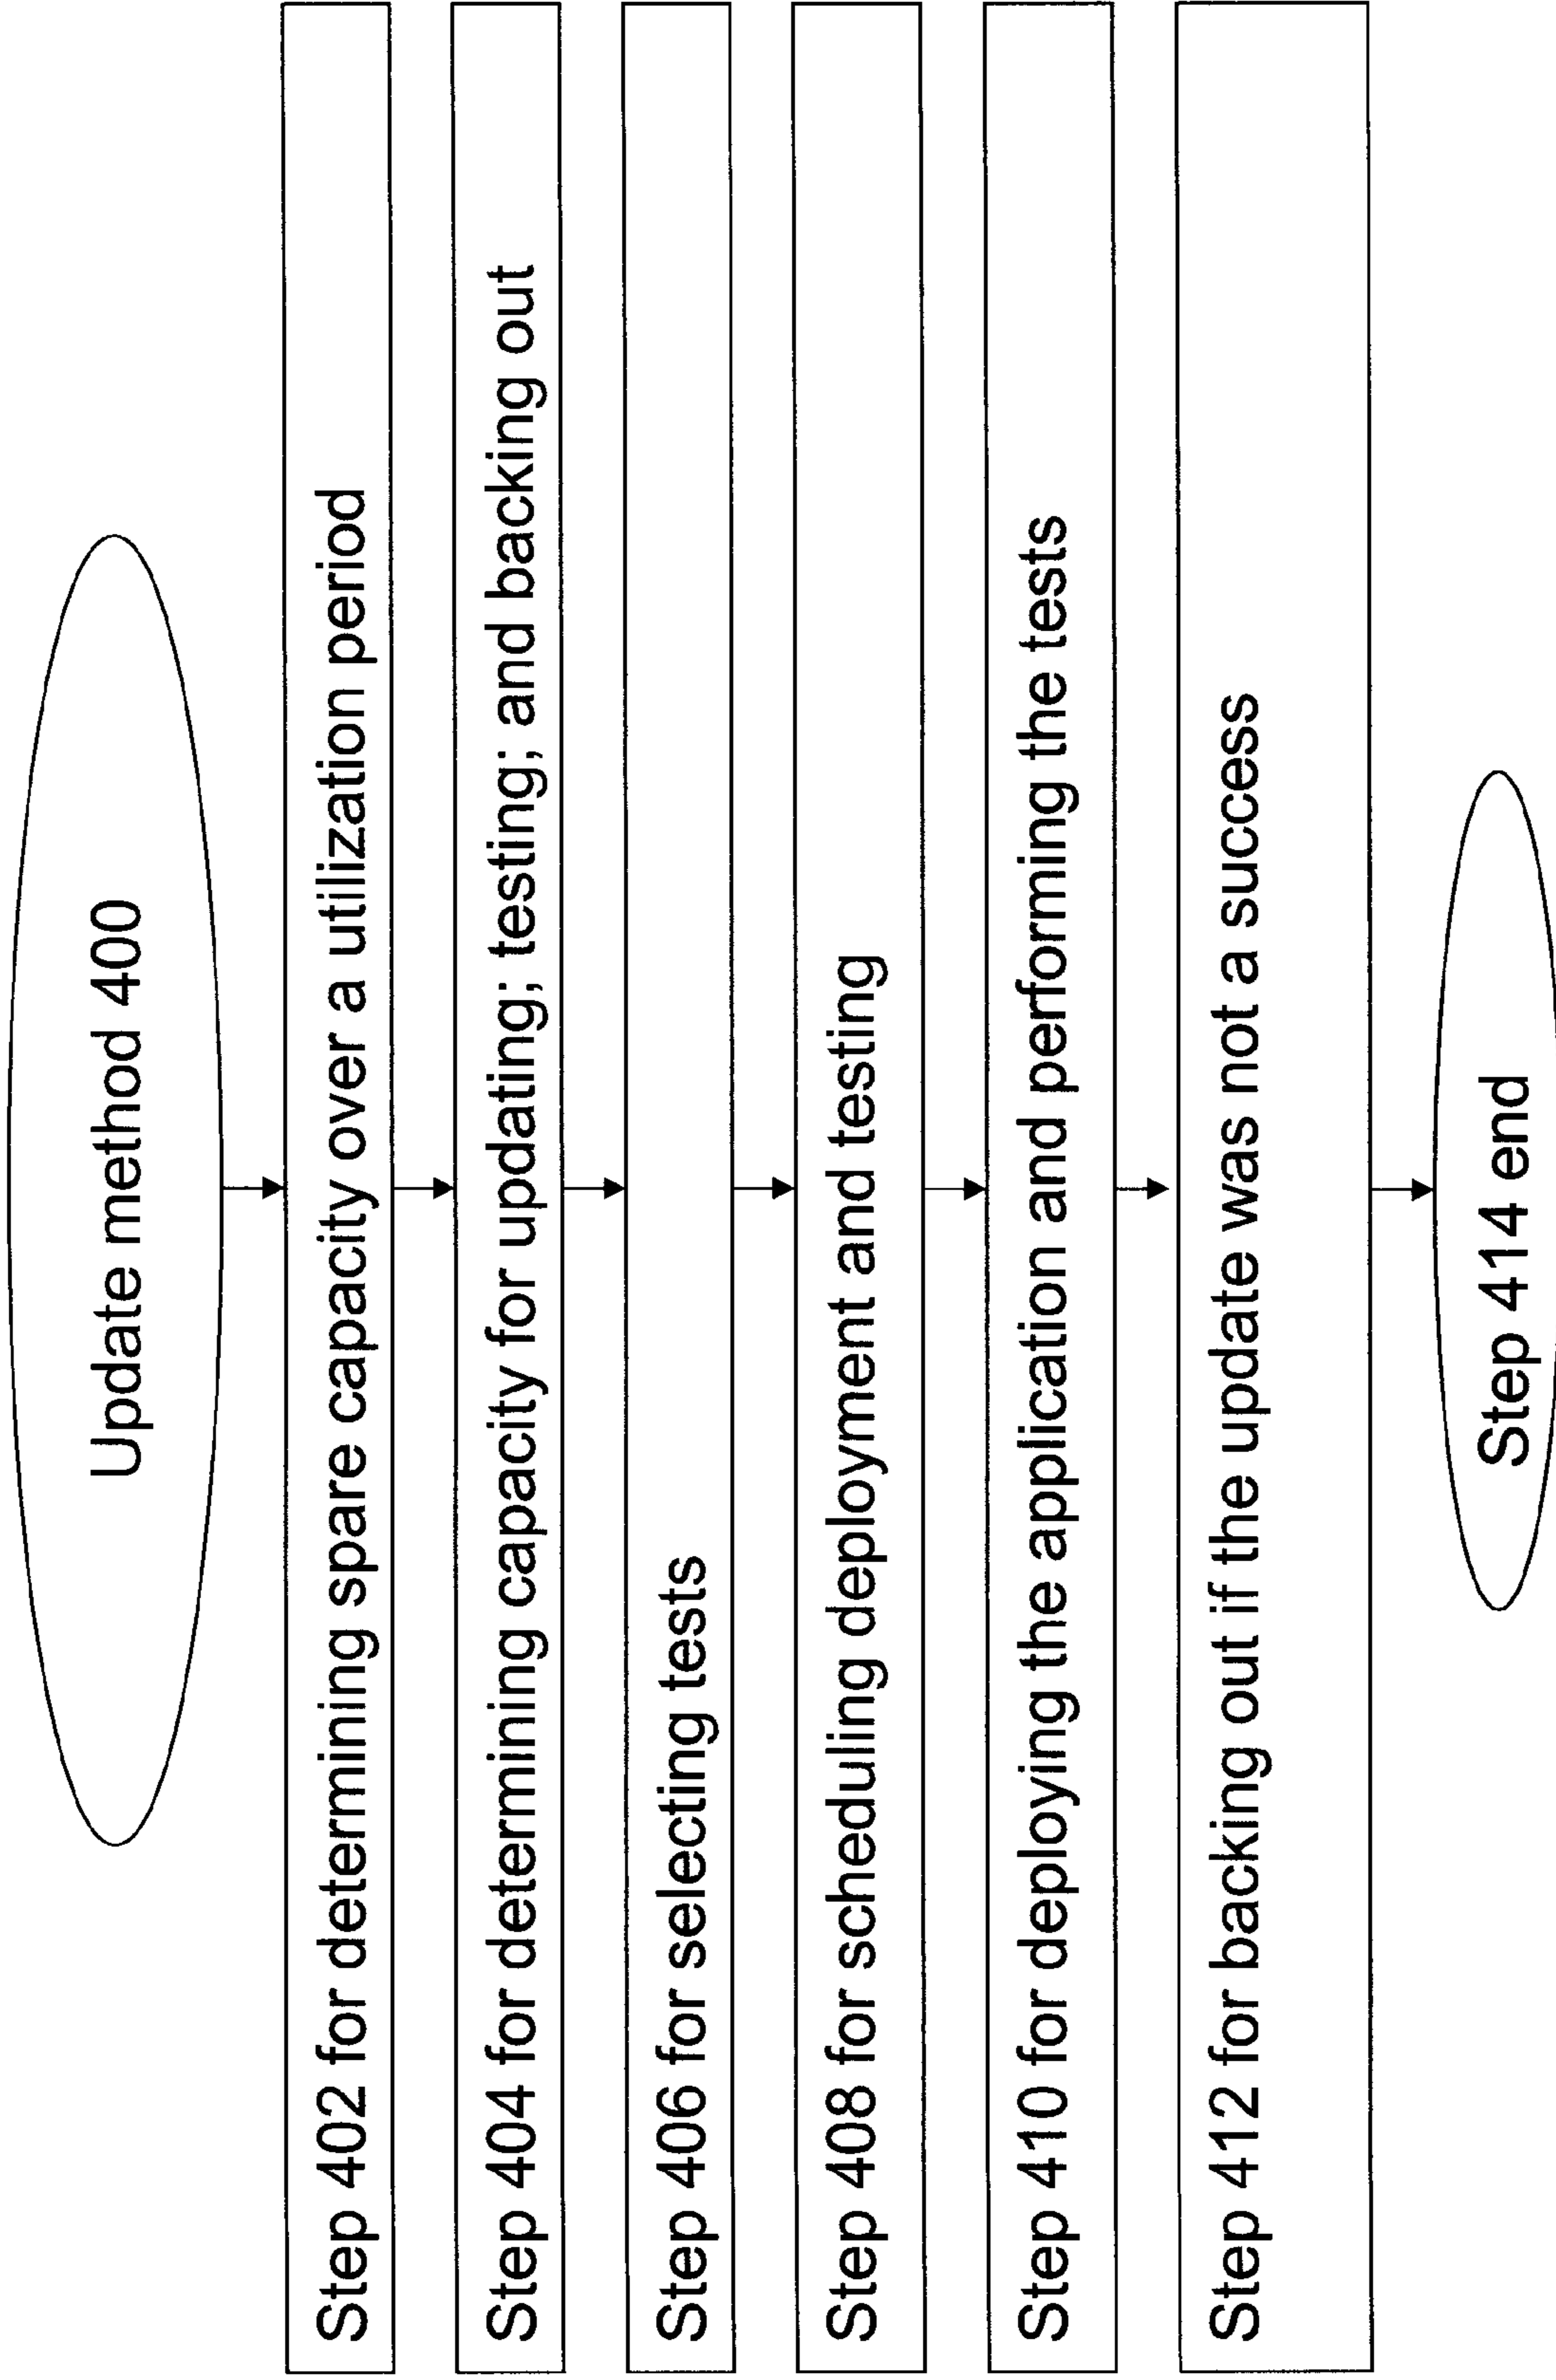 Update method 400
Step 402 for determining spare capacity over a utilization period
Step 404 for determining capacity for updating; testing; and backing out
Step 406 for selecting tests
Step 408 for scheduling deployment and testing
Step 410 for deploying the application and performing the tests
Step 412 for backing out if the update was not a success
Step 414 end